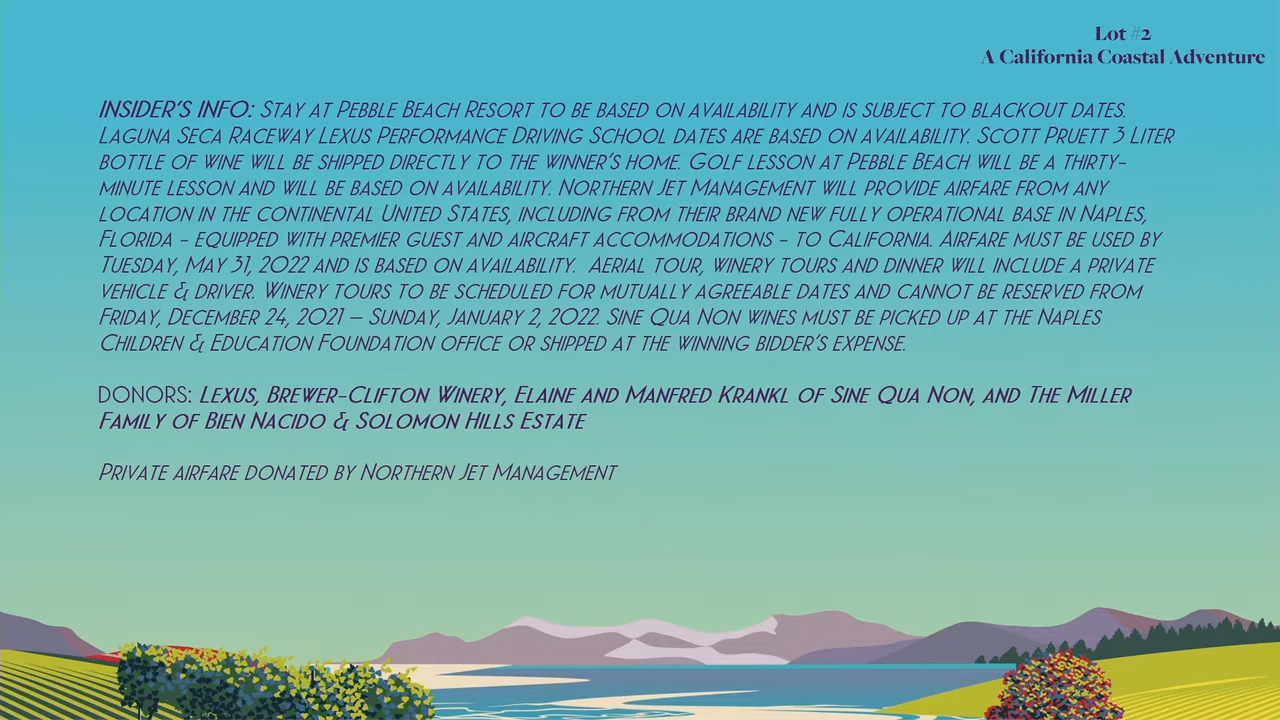 Lot #2
A California Coastal Adventure
INSIDER'S INFO: STAY AT PEBBLE BEACH RESORT TO BE BASED ON AVAILABILITY AND IS SUBJECT TO BLACKOUT DATES.
LAGUNA SECA RACEWAY LEXUS PERFORMANCE DRIVING SCHOOL DATES ARE BASED ON AVAILABILITY. SCOTT PRUETT 3 LITER
BOTTLE OF WINE WILL BE SHIPPED DIRECTLY TO THE WINNER'S HOME. GOLF LESSON AT PEBBLE BEACH WILL BE A THIRTY-
MINUTE LESSON AND WILL BE BASED ON AVAILABILITY. NORTHERN JET MANAGEMENT WILL PROVIDE AIRFARE FROM ANY
LOCATION IN THE CONTINENTAL UNITED STATES, INCLUDING FROM THEIR BRAND NEW FULLY OPERATIONAL BASE IN NAPLES,
FLORIDA - EQUIPPED WITH PREMIER GUEST AND AIRCRAFT ACCOMMODATIONS - TO CALIFORNIA. AIRFARE MUST BE USED BY
TUESDAY, MAY 31, 2022 AND IS BASED ON AVAILABILITY. AERIAL TOUR, WINERY TOURS AND DINNER WILL INCLUDE A PRIVATE
VEHICLE & DRIVER. WINERY TOURS TO BE SCHEDULED FOR MUTUALLY AGREEABLE DATES AND CANNOT BE RESERVED FROM
FRIDAY, DECEMBER 24, 2021 – SUNDAY, JANUARY 2, 2022. SINE QUA NON WINES MUST BE PICKED UP AT THE NAPLES
CHILDREN & EDUCATION FOUNDATION OFFICE OR SHIPPED AT THE WINNING BIDDER'S EXPENSE.
DONORS: LEXUS, BREWER-CLIFTON WINERY, ELAINE AND MANFRED KRANKL OF SINE QUA NON, AND THE MILLER
FAMILY OF BIEN NACIDO & SOLOMON HILLS ESTATE
PRIVATE AIRFARE DONATED BY NORTHERN JET MANAGEMENT